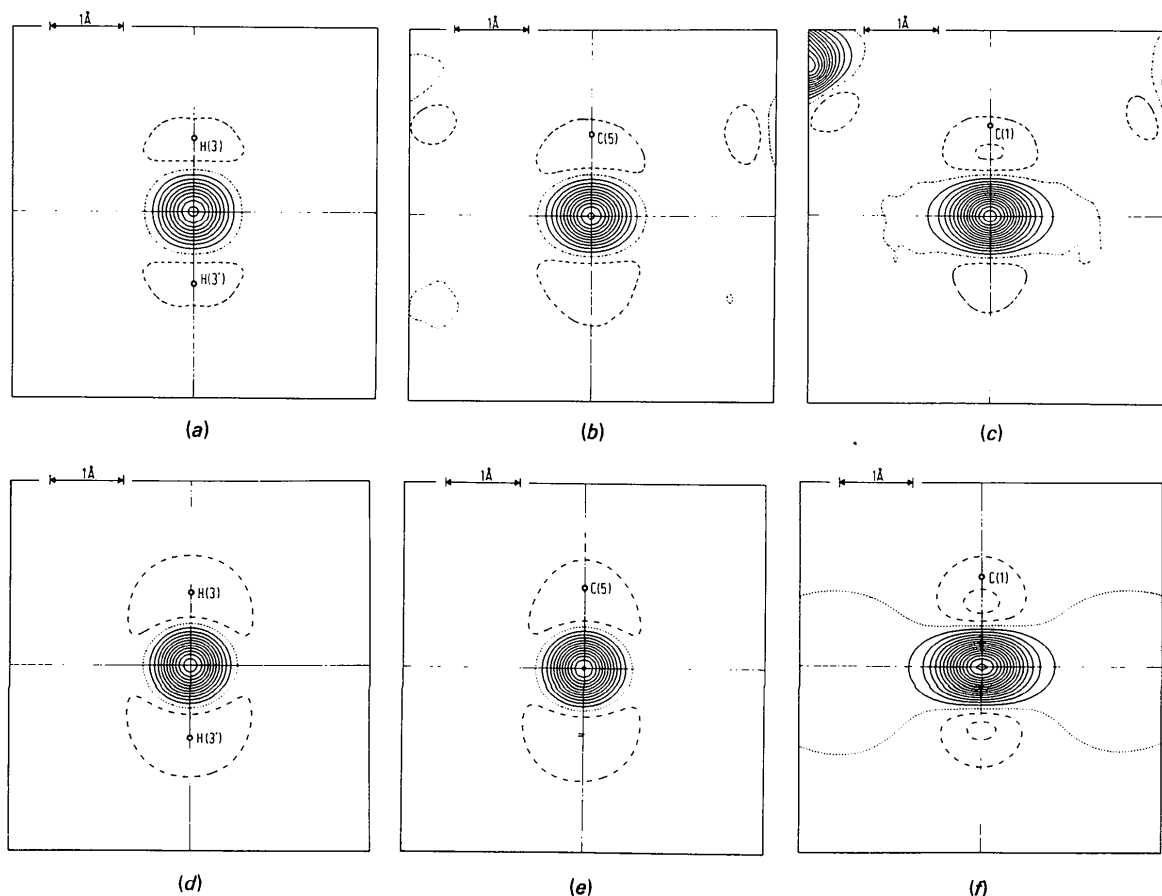 1Å 1Å 1Å
H(3) C(5) C(1)
H(3')
(a) (b) (c)
1Å 1Å 1Å
H(3) C(5) C(1)
H(3')
(d) (e) (f)